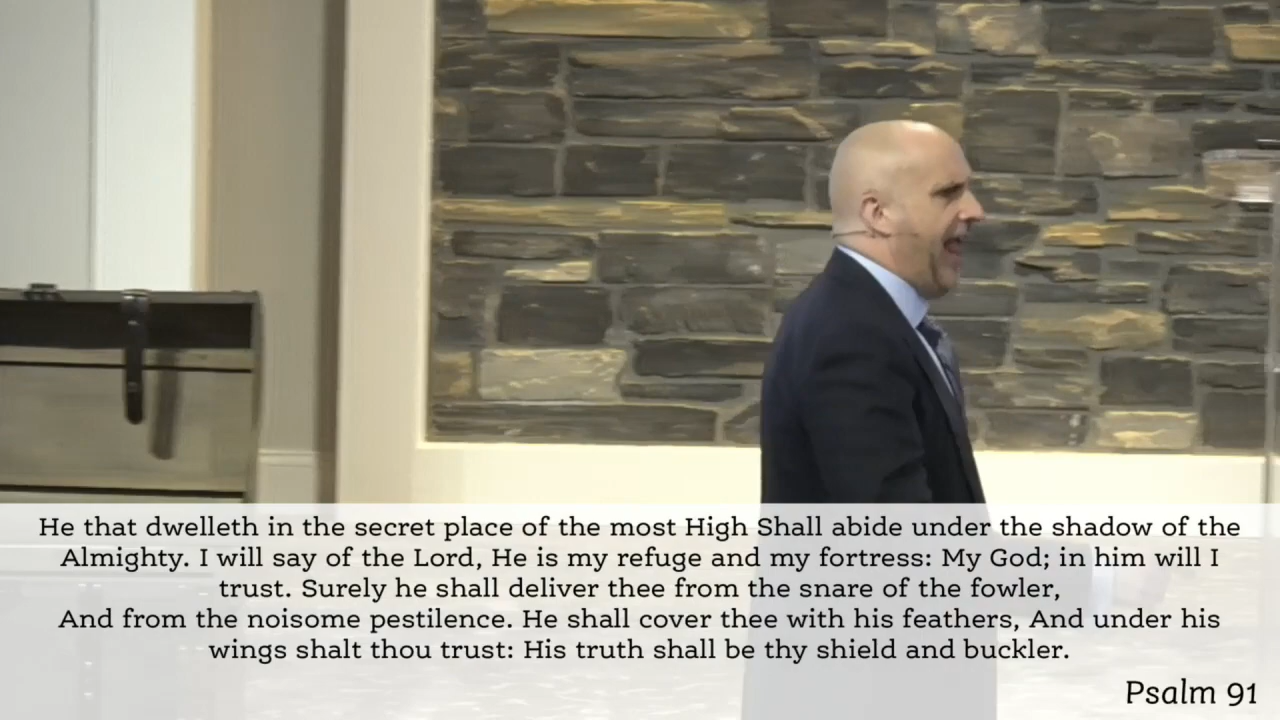 He that dwelleth in the secret place of the most High Shall abide under the shadow of the
Almighty. I will say of the Lord, He is my refuge and my fortress: My God; in him will I
trust. Surely he shall deliver thee from the snare of the fowler,
And from the noisome pestilence. He shall cover thee with his feathers, And under his
wings shalt thou trust: His truth shall be thy shield and buckler.
Psalm 91